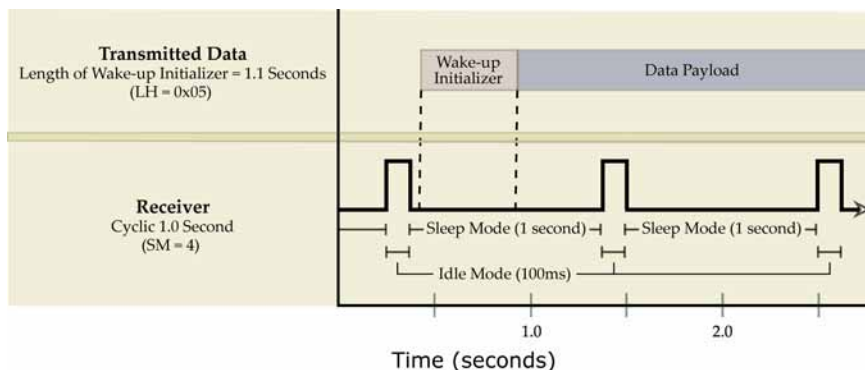 Transmitted Data
Length of Wake-up Initializer = 1.1 Seconds
(LH = 0x05)
Wake-up
Initializer
Data Payload
Receiver
Cyclic 1.0 Second
(SM = 4)
Sleep Mode (1 second)
Sleep Mode (1 second)
Idle Mode (100ms)
1.0
2.0
Time (seconds)